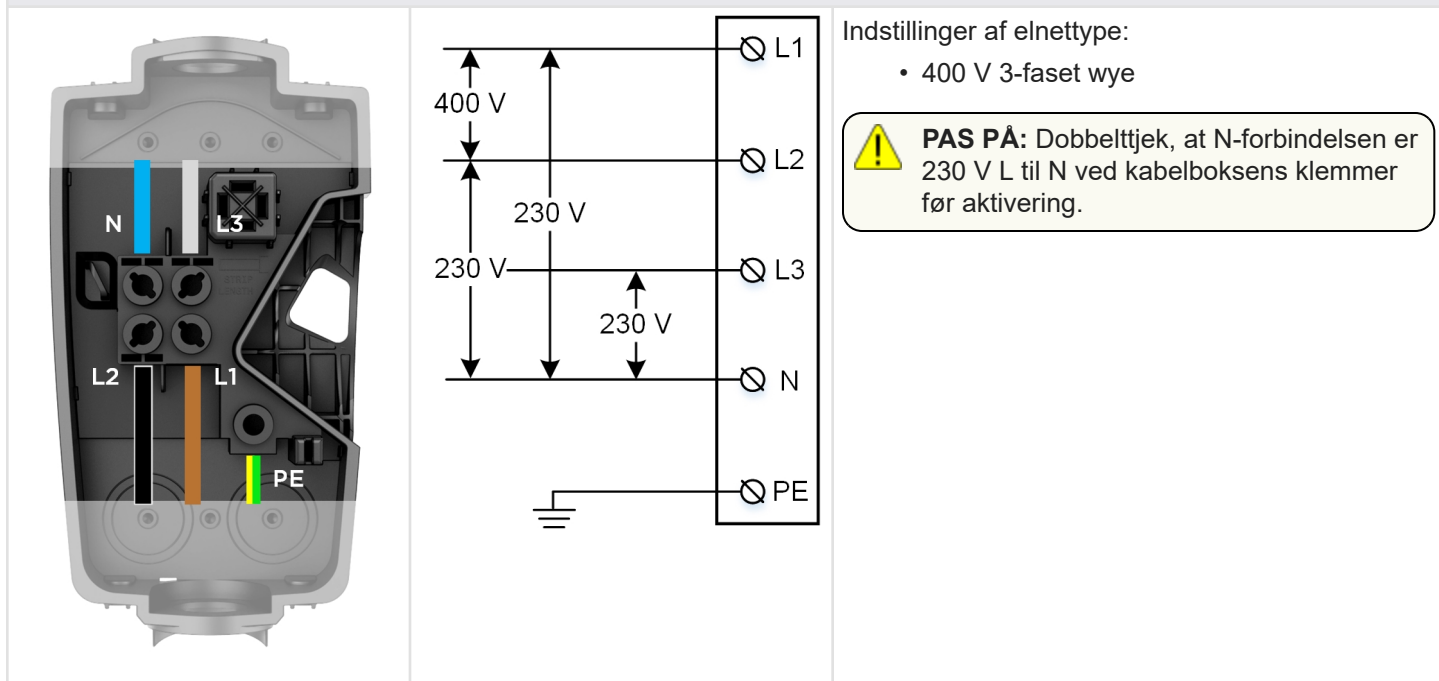 N
L3
L2
L1
PE
L1
400 V
L2
230 V
230 V
L3
230 V
N
PE
Indstillinger af elnettype:
• 400 V 3-faset wye
PAS PÅ: Dobbelttjek, at N-forbindelsen er
230 V L til N ved kabelboksens klemmer
før aktivering.